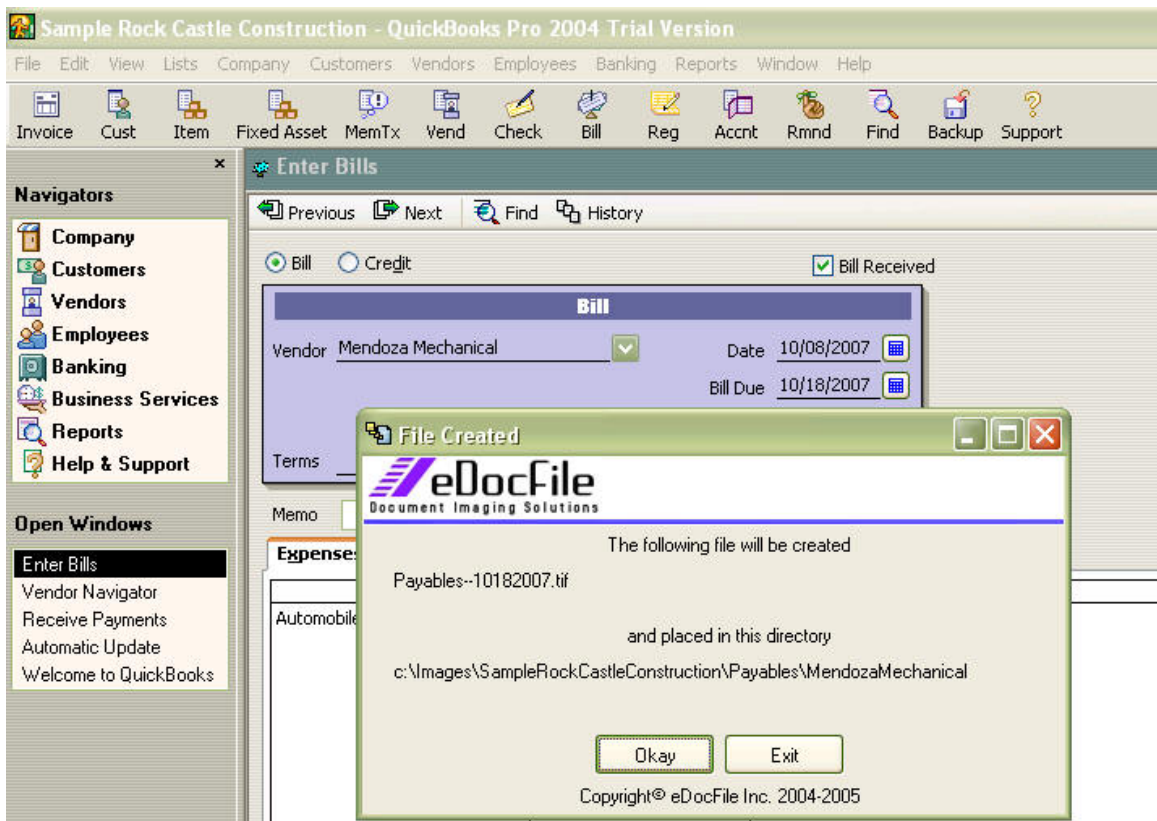 Sample Rock Castle Construction - QuickBooks Pro 2004 Trial Version
File Edit View Lists Company Customers Vendors Employees Banking Reports Window Help
Invoice Cust Item Fixed Asset MemTx Vend Check Bill Reg Accnt Rmnd Find Backup Support
Enter Bills
Navigators
Previous Next Find History
Company
Customers
Vendors
Employees
Banking
Business Services
Reports
Help & Support
Bill Credit Bill Received
Bill
Vendor Mendoza Mechanical Date 10/08/2007
Bill Due 10/18/2007
Terms
Memo
Expenses
Automobile
Open Windows
Enter Bills
Vendor Navigator
Receive Payments
Automatic Update
Welcome to QuickBooks
File Created
eDocFile
Document Imaging Solutions
The following file will be created
Payables--10182007.tif
and placed in this directory
c:\Images\SampleRockCastleConstruction\Payables\MendozaMechanical
Okay Exit
Copyright© eDocFile Inc. 2004-2005